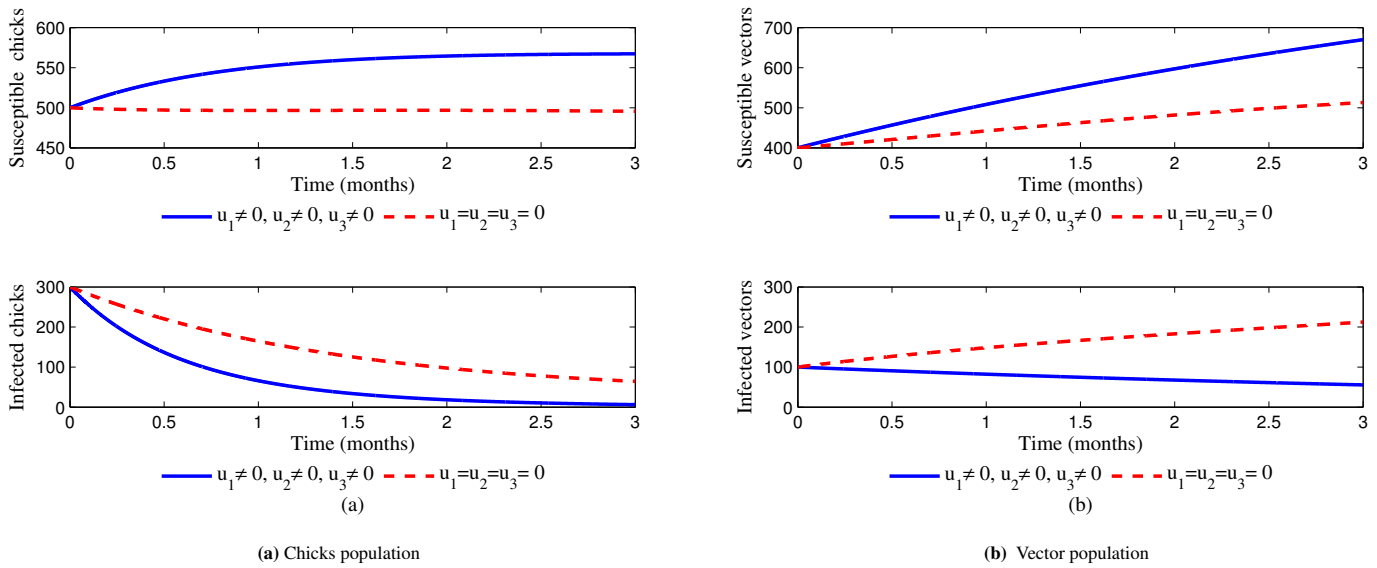 Susceptible chicks
600
550
500
450
0 0.5 1 1.5 2 2.5 3
Time (months)
u1≠ 0, u2≠ 0, u3≠ 0 u1=u2=u3= 0
Infected chicks
300
200
100
0
0 0.5 1 1.5 2 2.5 3
Time (months)
u1≠ 0, u2≠ 0, u3≠ 0 u1=u2=u3= 0
(a)
(a) Chicks population
Susceptible vectors
700
600
500
400
0 0.5 1 1.5 2 2.5 3
Time (months)
u1≠ 0, u2≠ 0, u3≠ 0 u1=u2=u3= 0
Infected vectors
300
200
100
0
0 0.5 1 1.5 2 2.5 3
Time (months)
u1≠ 0, u2≠ 0, u3≠ 0 u1=u2=u3= 0
(b)
(b) Vector population